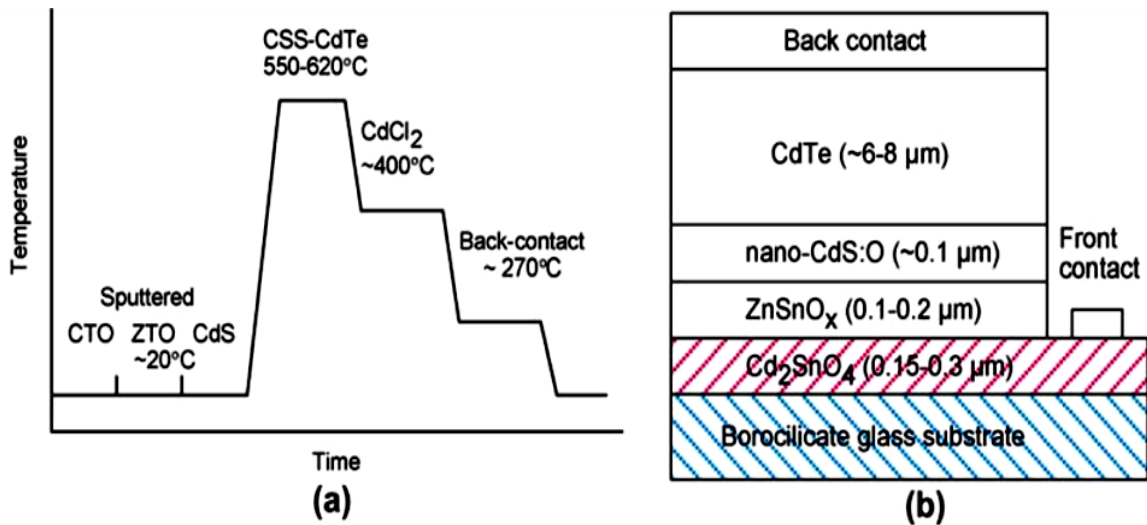 CSS-CdTe
550-620°C
CdCl₂
~400°C
Back-contact
~ 270°C
Sputtered
CTO ZTO CdS
~20°C
Temperature
Time
(a)
Back contact
CdTe (~6-8 µm)
nano-CdS:O (~0.1 µm)
Front
contact
ZnSnOₓ (0.1-0.2 µm)
Cd₂SnO₄ (0.15-0.3 µm)
Borocilicate glass substrate
(b)